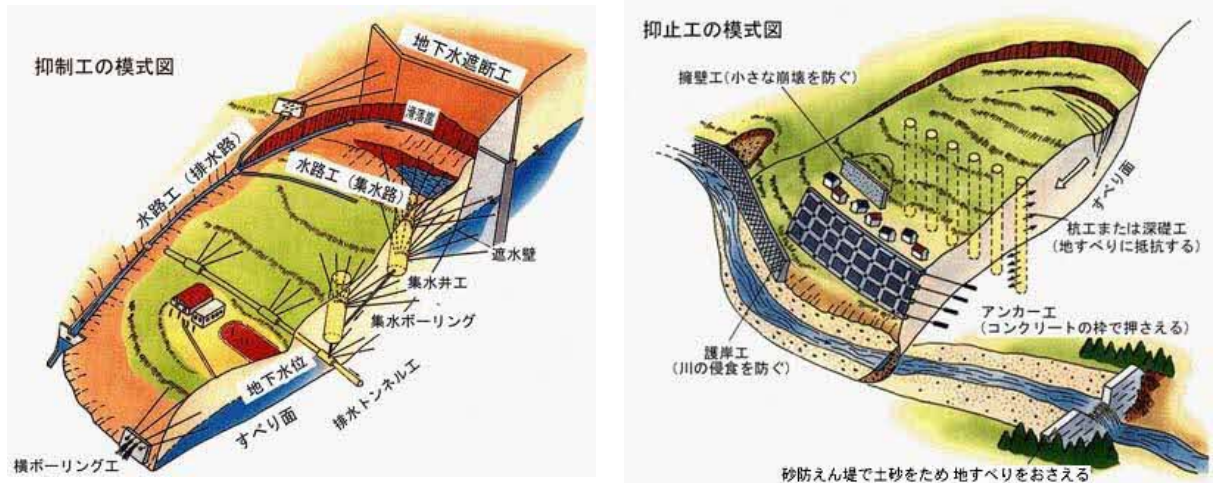 抑制工の模式図
地下水遮断工
滑落崖
水路工(排水路)
水路工(集水路)
遮水壁
集水井工
集水ボーリング
地下水位
すべり面
排水トンネル工
横ボーリング工
抑止工の模式図
擁壁工(小さな崩壊を防ぐ)
すべり面
杭工または深礎工
(地すべりに抵抗する)
アンカー工
(コンクリートの枠で押さえる)
護岸工
(川の侵食を防ぐ)
砂防えん堤で土砂をため 地すべりをおさえる